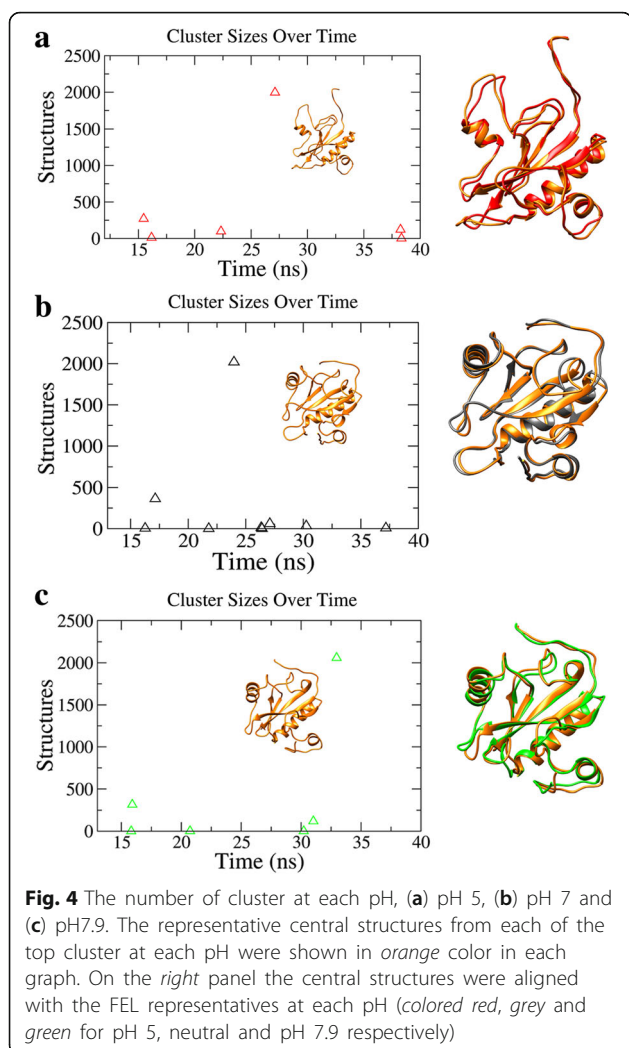 a
Cluster Sizes Over Time
2500
2000
1500
1000
500
0
Structures
15 20 25 30 35 40
Time (ns)
b
Cluster Sizes Over Time
2500
2000
1500
1000
500
0
Structures
15 20 25 30 35 40
Time (ns)
c
Cluster Sizes Over Time
2500
2000
1500
1000
500
0
Structures
15 20 25 30 35 40
Time (ns)
Fig. 4 The number of cluster at each pH, (a) pH 5, (b) pH 7 and
(c) pH7.9. The representative central structures from each of the
top cluster at each pH were shown in orange color in each
graph. On the right panel the central structures were aligned
with the FEL representatives at each pH (colored red, grey and
green for pH 5, neutral and pH 7.9 respectively)